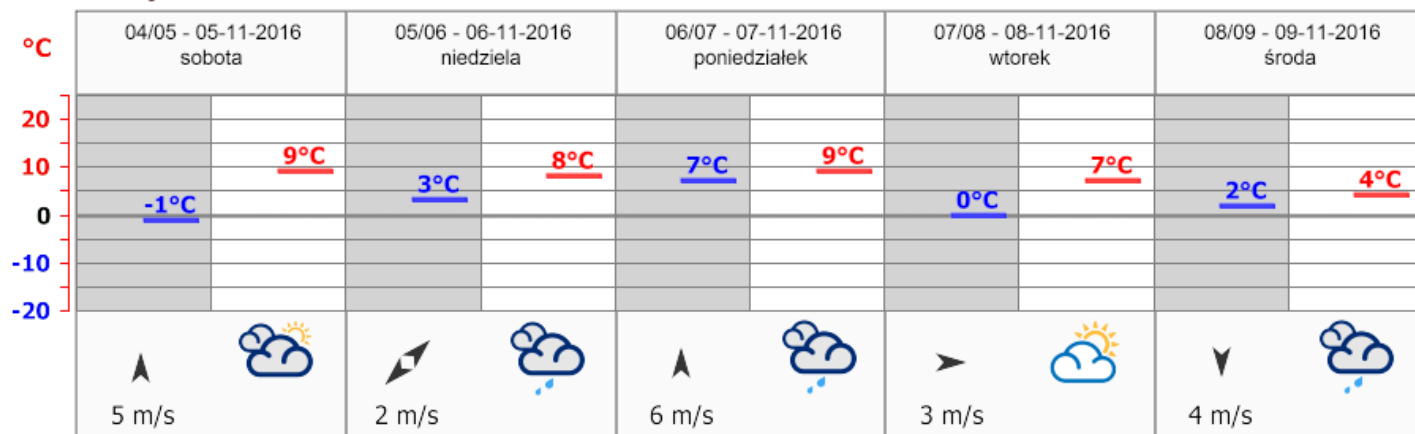 °C
04/05 - 05-11-2016
sobota
05/06 - 06-11-2016
niedziela
06/07 - 07-11-2016
poniedziałek
07/08 - 08-11-2016
wtorek
08/09 - 09-11-2016
środa
20
10
0
-10
-20
-1°C
9°C
3°C
8°C
7°C
9°C
0°C
7°C
2°C
4°C
5 m/s
2 m/s
6 m/s
3 m/s
4 m/s